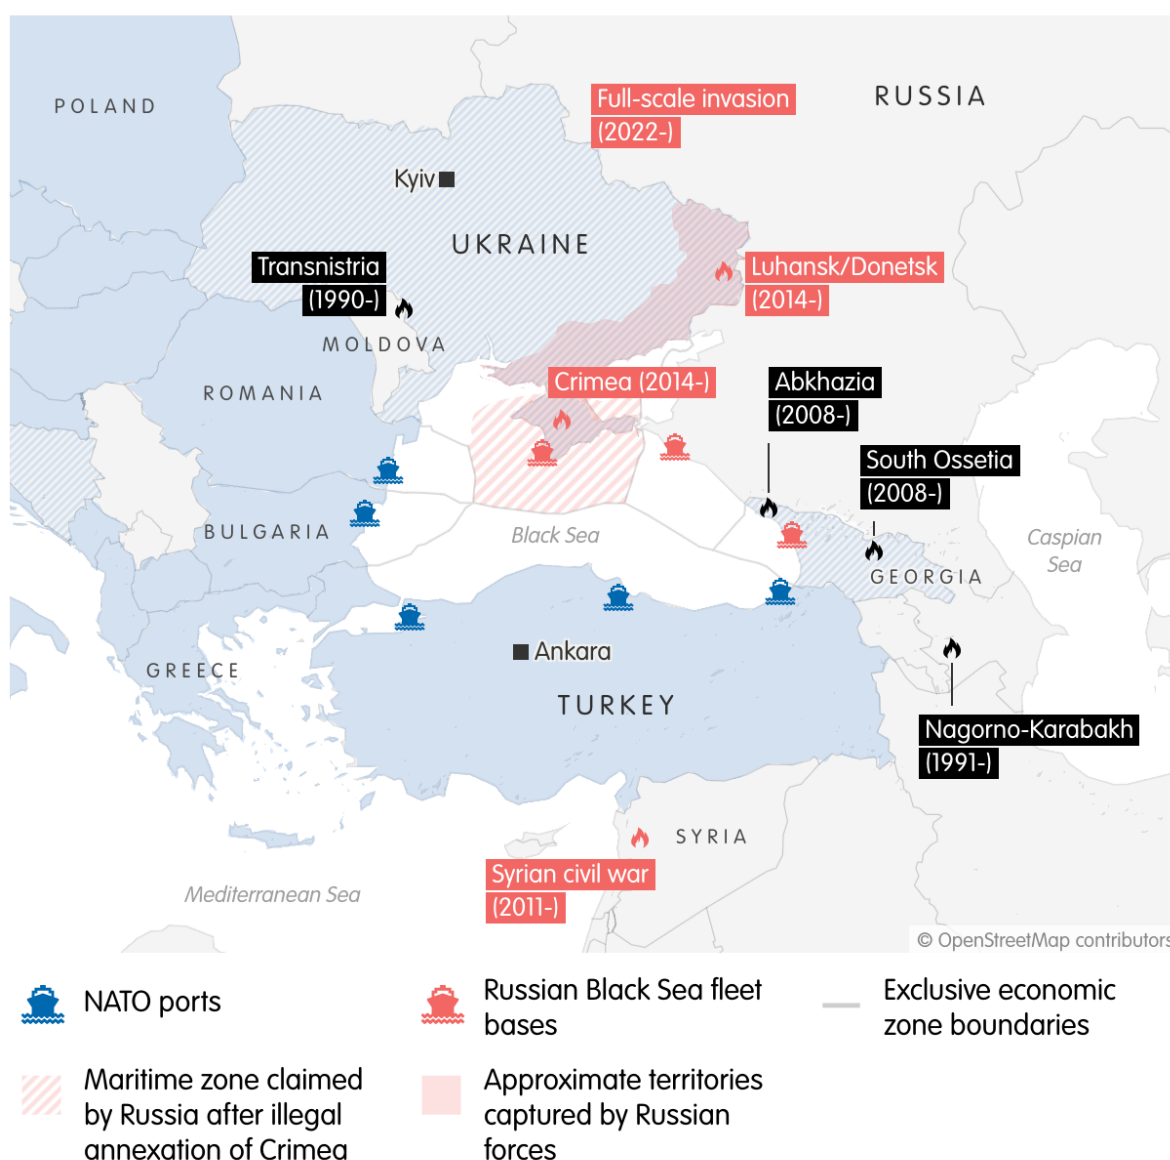 POLAND
RUSSIA
Full-scale invasion
(2022-)
Kyiv
UKRAINE
Transnistria
(1990-)
Luhansk/Donetsk
(2014-)
MOLDOVA
ROMANIA
Crimea (2014-)
Abkhazia
(2008-)
South Ossetia
(2008-)
BULGARIA
Black Sea
Caspian
Sea
GEORGIA
GREECE
Ankara
TURKEY
Nagorno-Karabakh
(1991-)
SYRIA
Syrian civil war
(2011-)
Mediterranean Sea
© OpenStreetMap contributors
NATO ports
Russian Black Sea fleet
bases
Exclusive economic
zone boundaries
Maritime zone claimed
by Russia after illegal
annexation of Crimea
Approximate territories
captured by Russian
forces